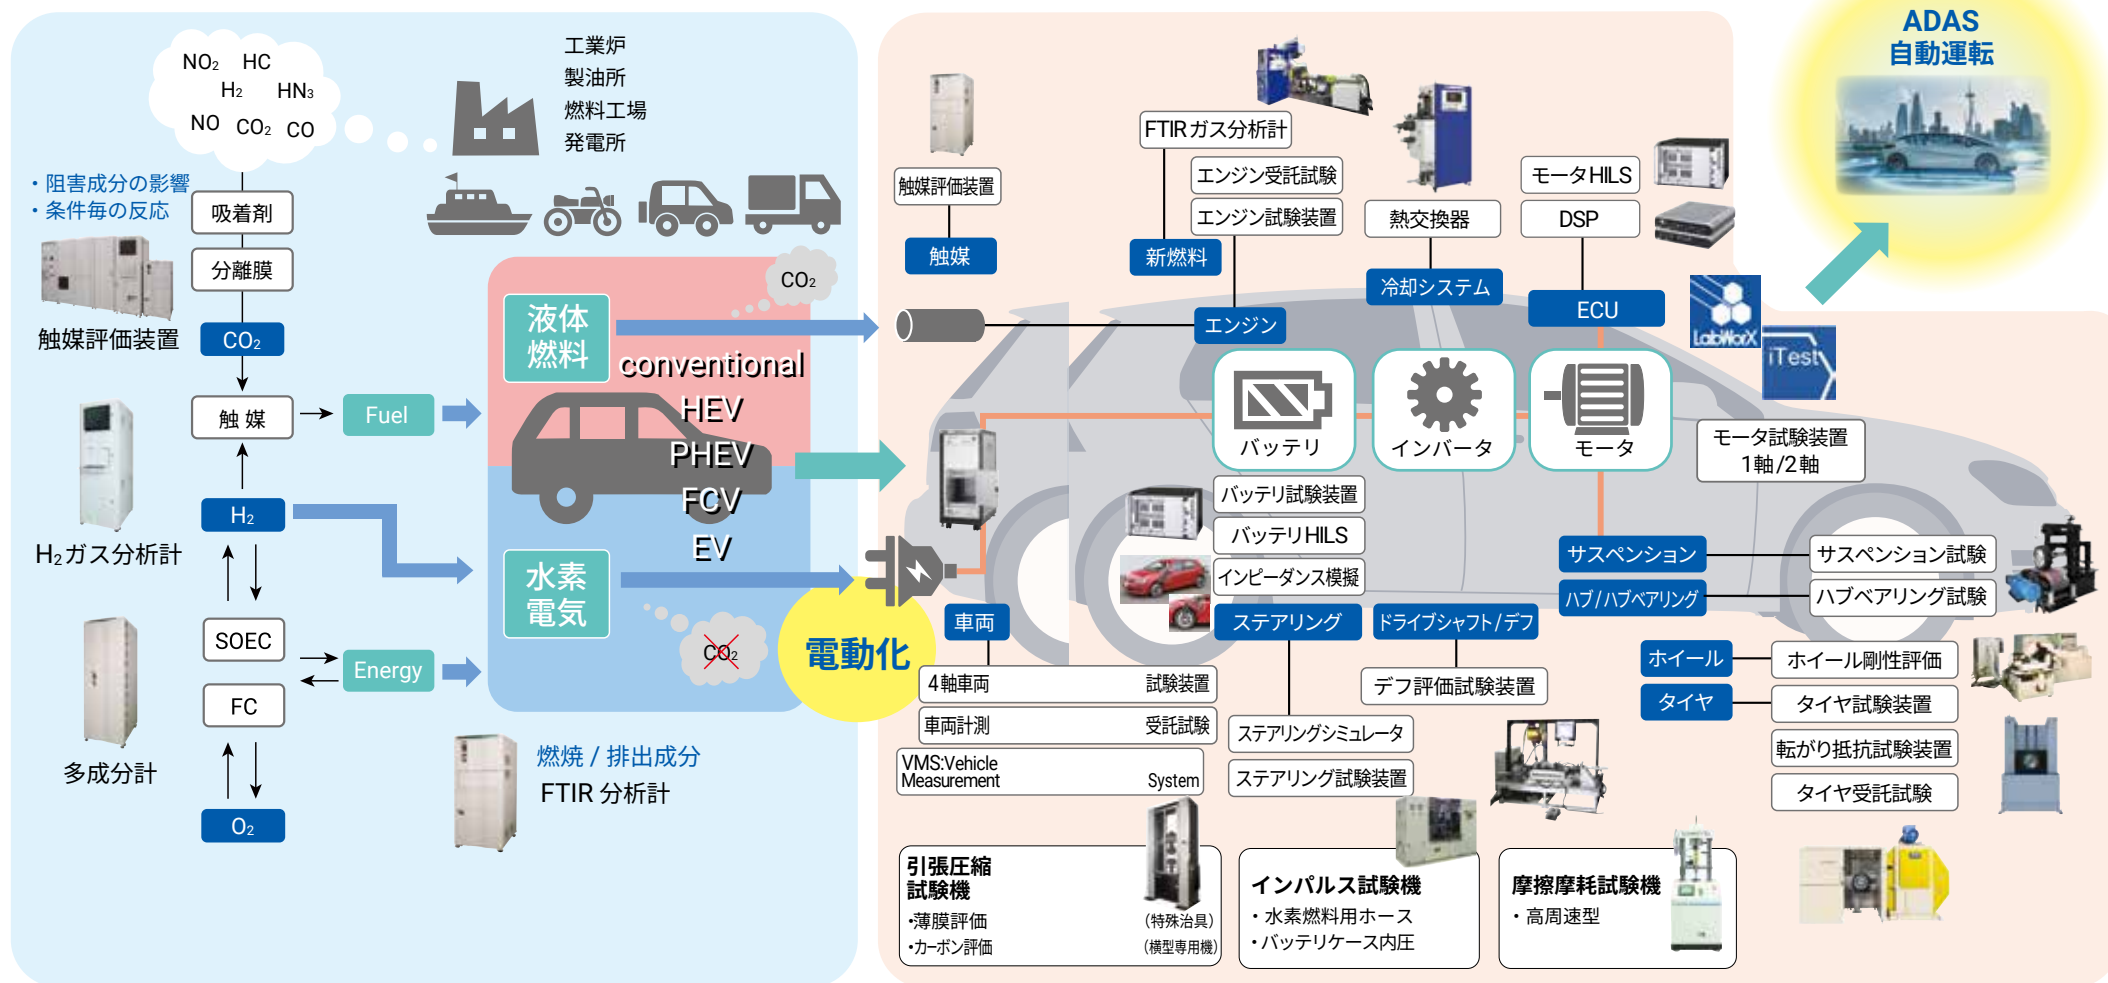 NO₂ HC
H₂ HN₃
NO CO₂ CO
工業炉
製油所
燃料工場
発電所
・阻害成分の影響
・条件毎の反応
吸着剤
分離膜
触媒評価装置
CO₂
触 媒
Fuel
H₂ガス分析計
H₂
SOEC
Energy
FC
多成分計
O₂
燃焼 / 排出成分
FTIR 分析計
液体
燃料
CO₂
conventional
HEV
PHEV
FCV
EV
水素
電気
CO₂
電動化
ADAS
自動運転
触媒評価装置
触媒
FTIRガス分析計
エンジン受託試験
エンジン試験装置
新燃料
エンジン
熱交換器
冷却システム
モータHILS
DSP
ECU
LabWorX
iTest
バッテリ
インバータ
モータ
モータ試験装置
1軸/2軸
バッテリ試験装置
バッテリHILS
インピーダンス模擬
サスペンション
サスペンション試験
ハブ/ハブベアリング
ハブベアリング試験
車両
4軸車両 試験装置
車両計測 受託試験
VMS:Vehicle
Measurement System
ステアリング
ステアリングシミュレータ
ステアリング試験装置
ドライブシャフト/デフ
デフ評価試験装置
ホイール
ホイール剛性評価
タイヤ
タイヤ試験装置
転がり抵抗試験装置
タイヤ受託試験
引張圧縮
試験機
・薄膜評価 (特殊治具)
・カーボン評価 (横型専用機)
インパルス試験機
・水素燃料用ホース
・バッテリケース内圧
摩擦摩耗試験機
・高周速型